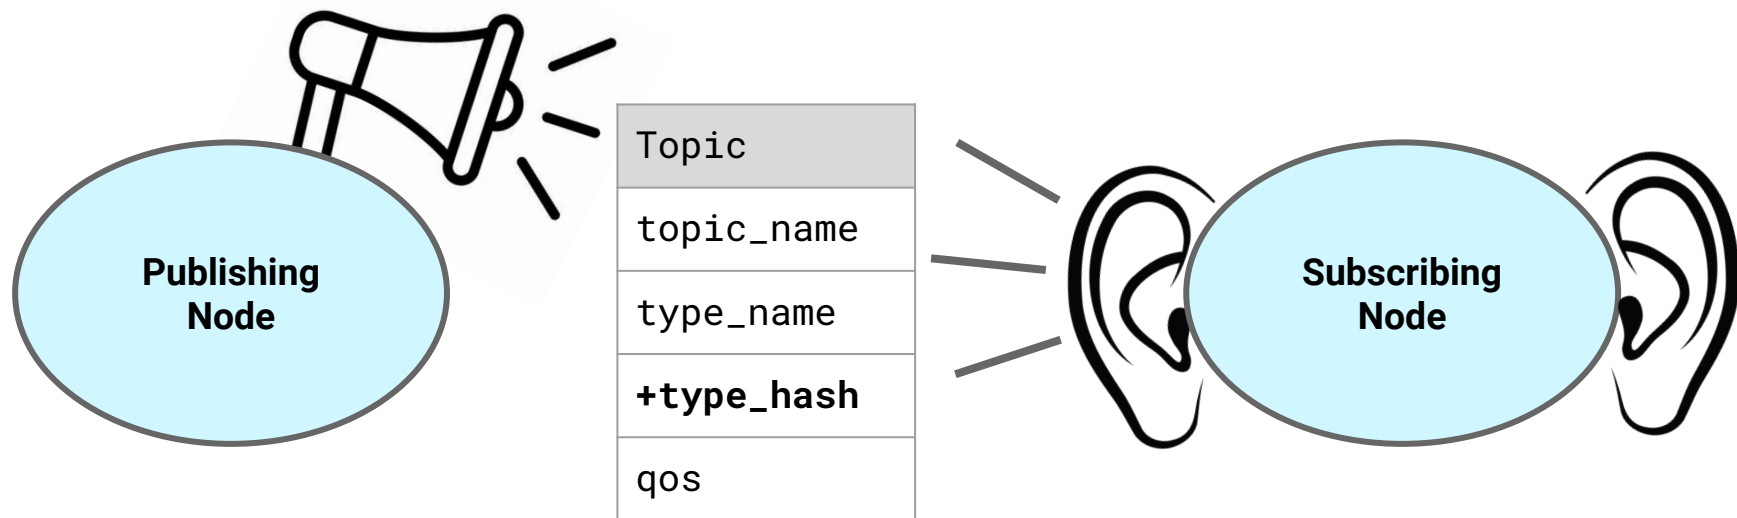 Publishing
Node
Topic
topic_name
type_name
+type_hash
qos
Subscribing
Node